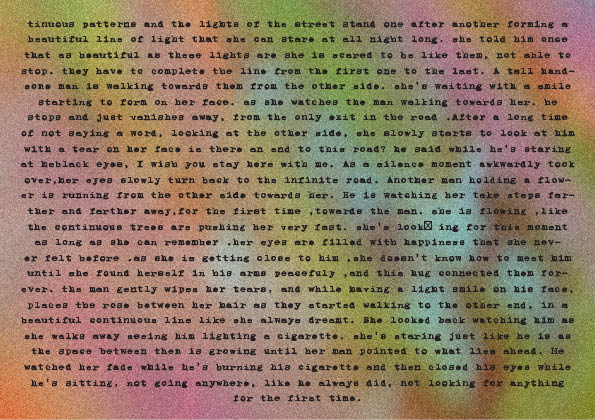 tinuous patterns and the lights of the street stand one after another forming a
beautiful line of light that she can stare at all night long. she told him once
that as beautiful as these lights are she is scared to be like them, not able to
stop. they have to complete the line from the first one to the last. A tall hand-
some man is walking towards them from the other side. she's waiting with a smile
starting to form on her face. as she watches the man walking towards her. he
stops and just vanishes away, from the only exit in the road .After a long time
of not saying a word, looking at the other side, she slowly starts to look at him
with a tear on her face is there an end to this road? he said while he's staring
at heblack eyes, I wish you stay here with me. As a silence moment awkwardly took
over,her eyes slowly turn back to the infinite road. Another man holding a flow-
er is running from the other side towards her. He is watching her take steps far-
ther and farther away,for the first time ,towards the man. she is flowing ,like
the continuous trees are pushing her very fast. she's look ing for this moment
as long as she can remember .her eyes are filled with happiness that she nev-
er felt before .as she is getting close to him ,she doesn't know how to meet him
until she found herself in his arms peacefuly ,and this hug connected them for-
ever. the man gently wipes her tears, and while having a light smile on his face,
places the rose between her hair as they started walking to the other end, in a
beautiful continuous line like she always dreamt. She looked back watching him as
she walks away seeing him lighting a cigarette. she's staring just like he is as
the space between them is growing until her man pointed to what lies ahead. He
watched her fade while he's burning his cigarette and then closed his eyes while
he's sitting, not going anywhere, like he always did, not looking for anything
for the first time.